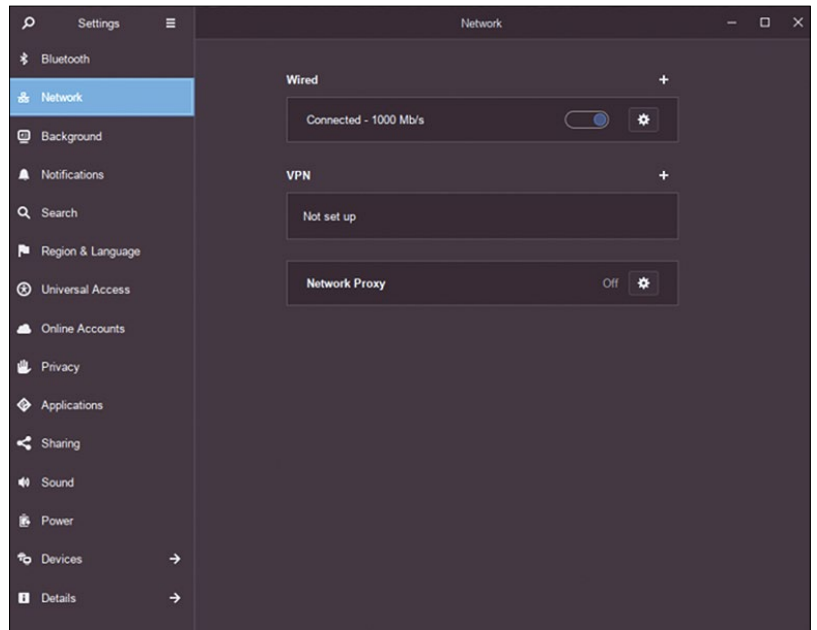 Settings
Network
Bluetooth
Network
Background
Notifications
Search
Region & Language
Universal Access
Online Accounts
Privacy
Applications
Sharing
Sound
Power
Devices
Details
Wired
Connected - 1000 Mb/s
VPN
Not set up
Network Proxy Off